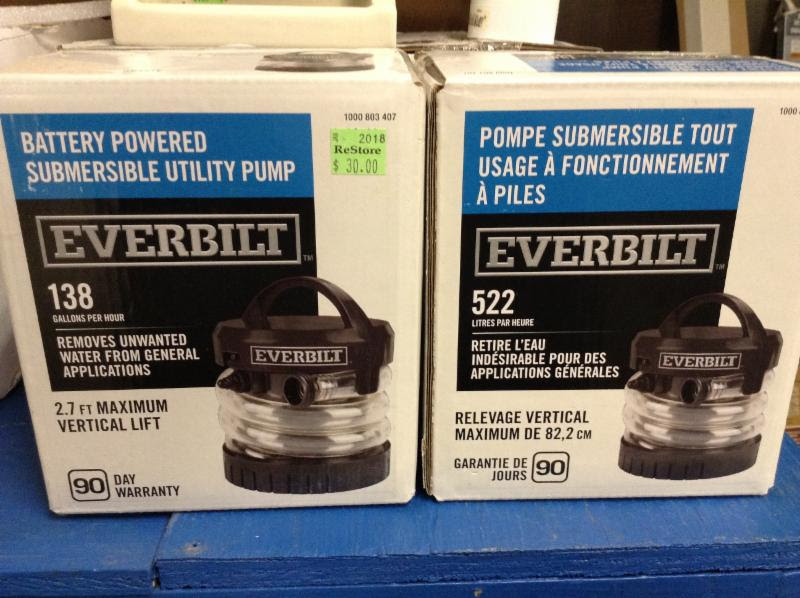 1000 803 407
BATTERY POWERED
SUBMERSIBLE UTILITY PUMP
2018
ReStore
$ 30.00
EVERBILT™
138
GALLONS PER HOUR
REMOVES UNWANTED
WATER FROM GENERAL
APPLICATIONS
EVERBILT
2.7 FT MAXIMUM
VERTICAL LIFT
90 DAY
WARRANTY
1000
POMPE SUBMERSIBLE TOUT
USAGE À FONCTIONNEMENT
À PILES
EVERBILT™
522
LITRES PAR HEURE
RETIRE L'EAU
INDÉSIRABLE POUR DES
APPLICATIONS GÉNÉRALES
EVERBILT
RELEVAGE VERTICAL
MAXIMUM DE 82,2 CM
GARANTIE DE
JOURS 90